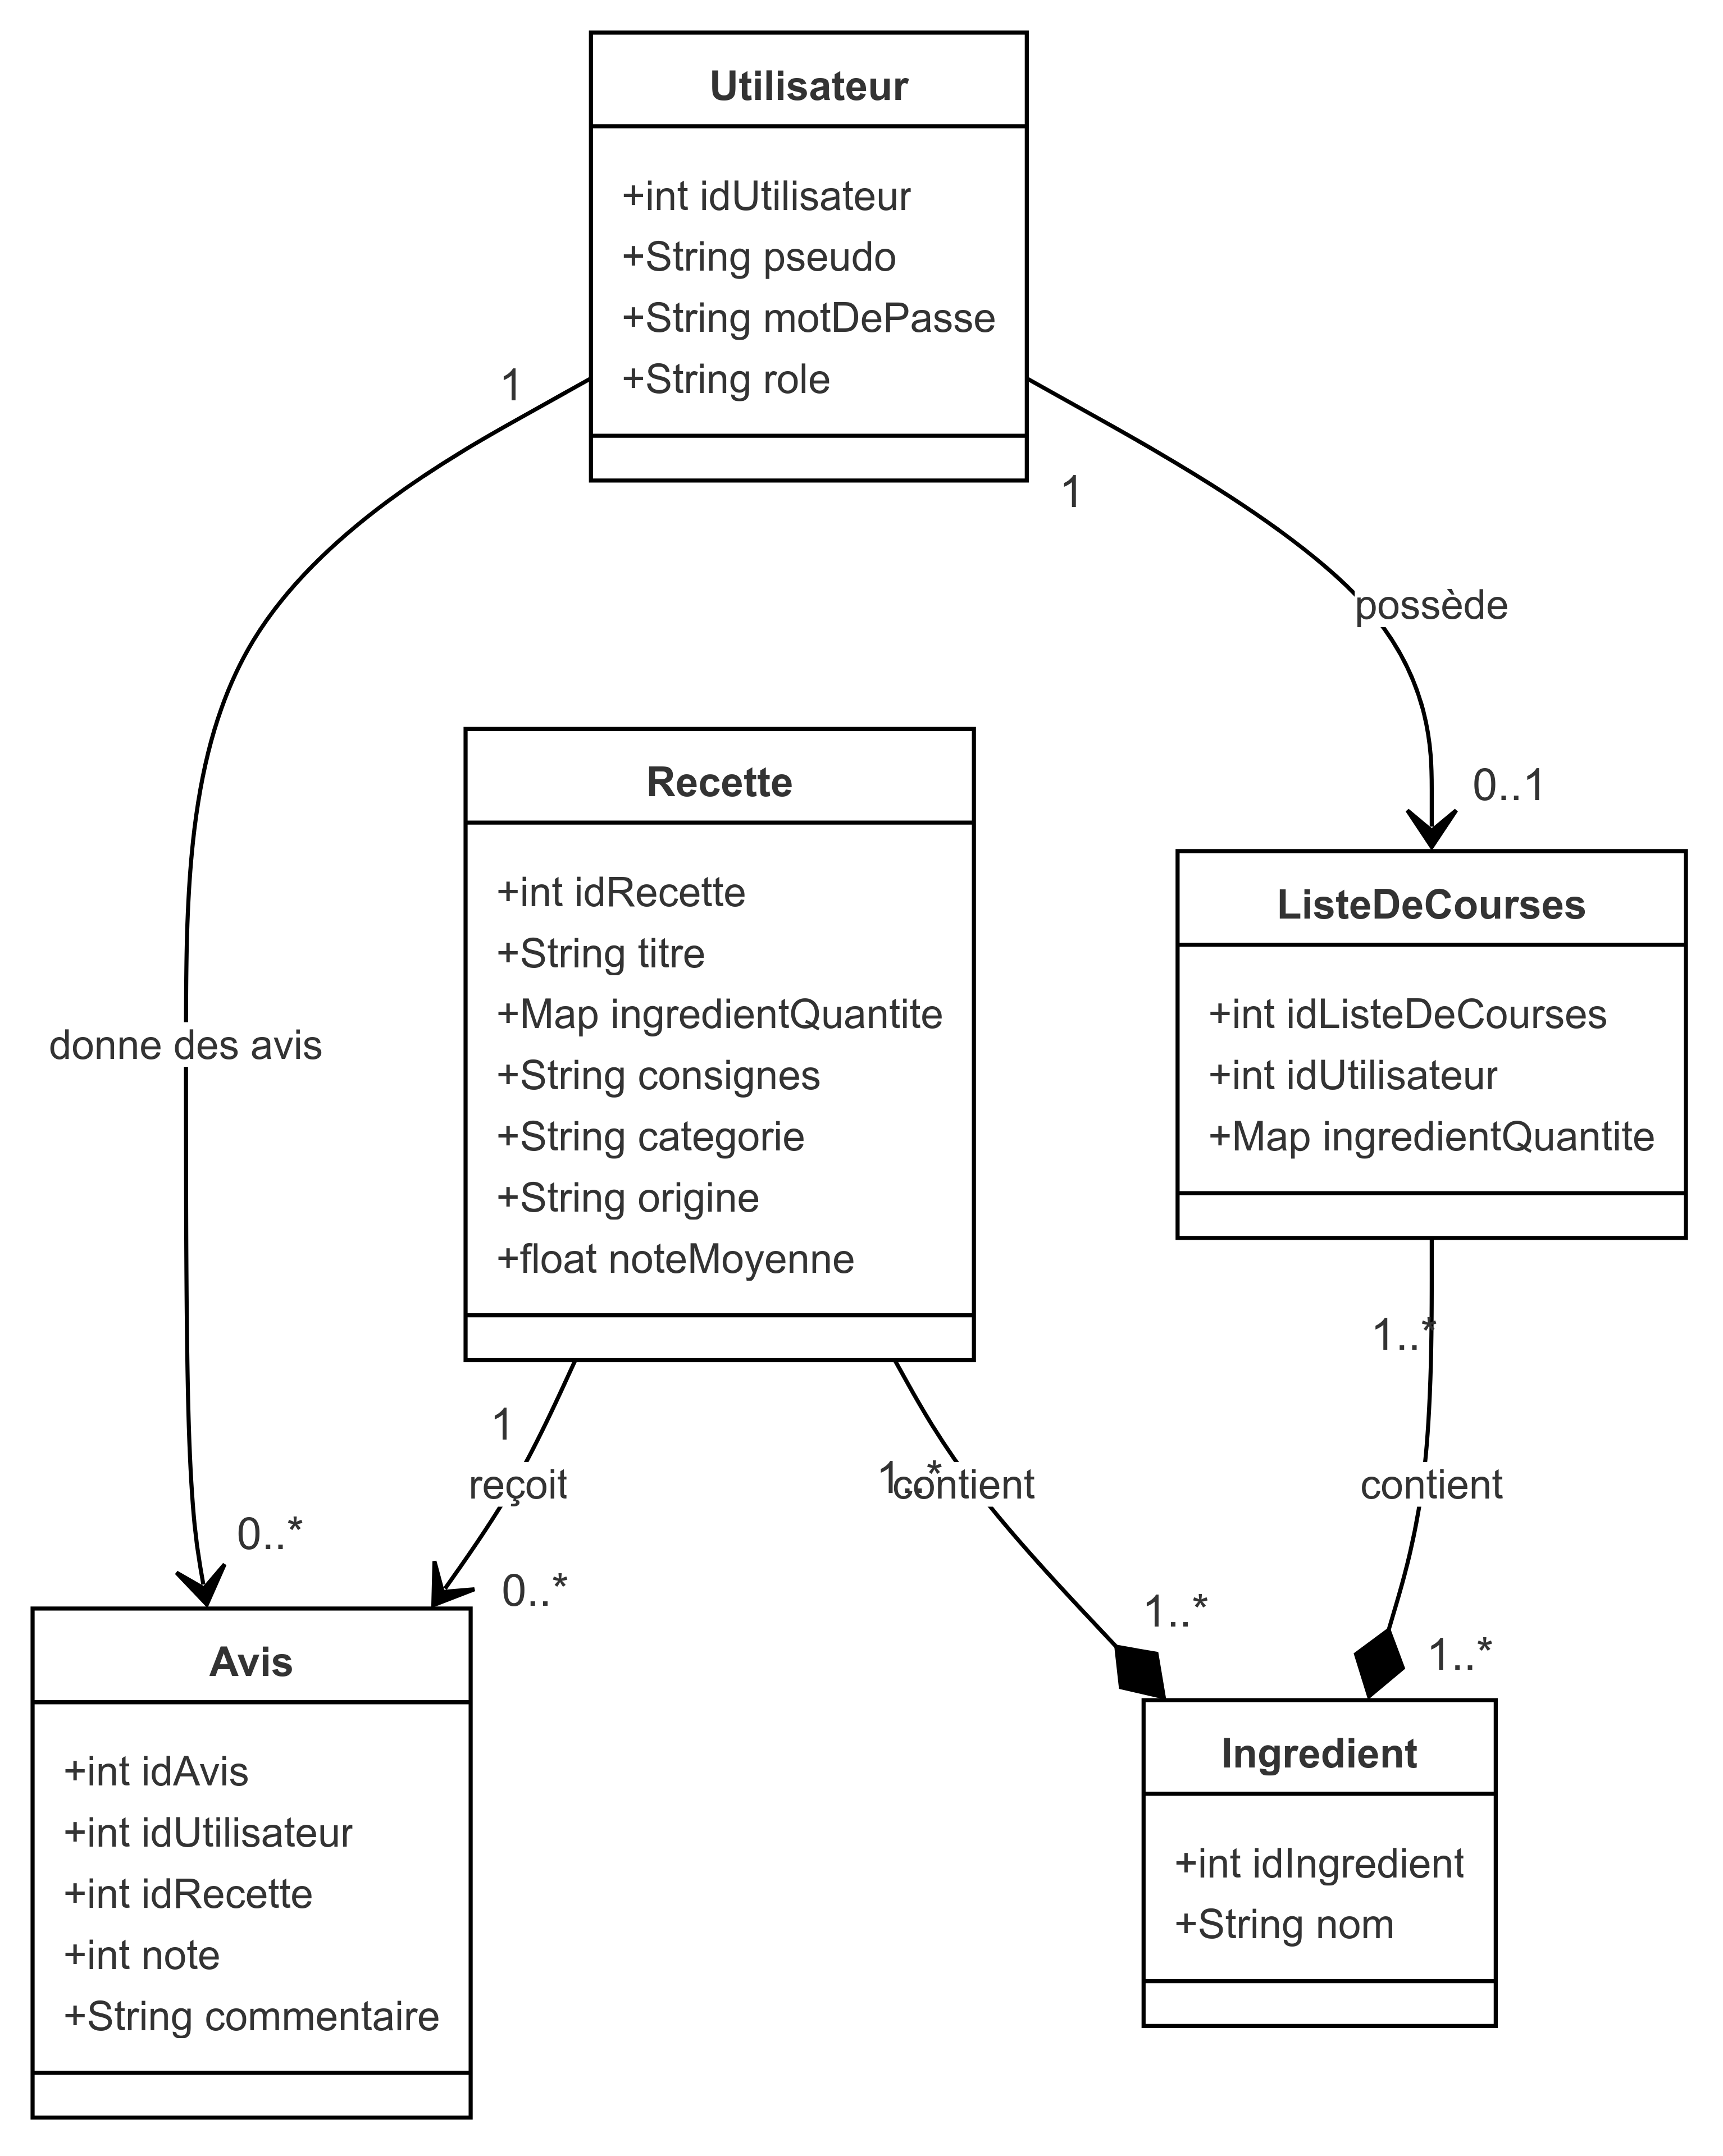 Utilisateur
+int idUtilisateur
+String pseudo
+String motDePasse
+String role
1
1
possède
0..1
donne des avis
0..*
Recette
+int idRecette
+String titre
+Map ingredientQuantite
+String consignes
+String categorie
+String origine
+float noteMoyenne
ListeDeCourses
+int idListeDeCourses
+int idUtilisateur
+Map ingredientQuantite
1
reçoit
0..*
1..*
contient
1..*
1..*
contient
1..*
Avis
+int idAvis
+int idUtilisateur
+int idRecette
+int note
+String commentaire
Ingredient
+int idIngredient
+String nom